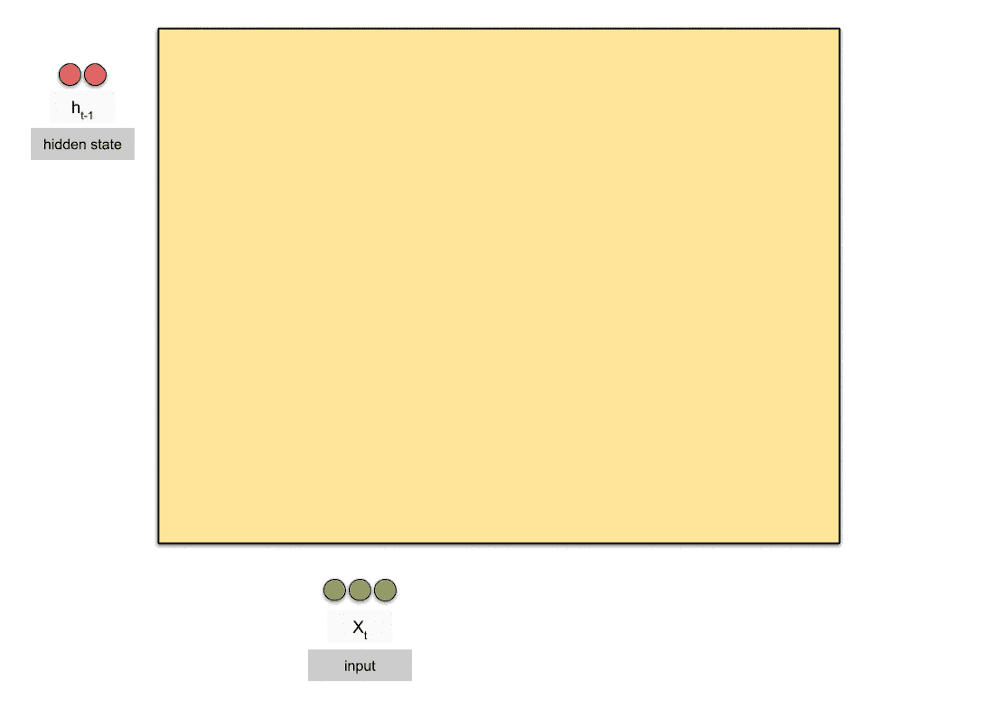 h t-1
hidden state
X t
input